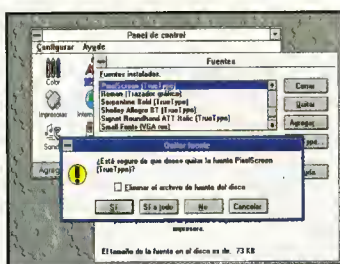 Panel de control
Configurar Ayuda
Color
Impresoras
Fuentes
Fuentes instaladas:
PixelScreen (TrueType)
Roman (Trazador gráfico)
Serpentine Bold (TrueType)
Shelley Allegro BT (TrueType)
Signet Roundhand ATT Italic (TrueType)
Small Fonts (VGA res)
Cerrar
Quitar
Agregar
Quitar fuente
¿Está seguro de que desea quitar la fuente PixelScreen
(TrueType)?
Eliminar el archivo de fuente del disco
Sí
Sí a todo
No
Cancelar
impresora.
El tamaño de la fuente en el disco es de: 73 KB